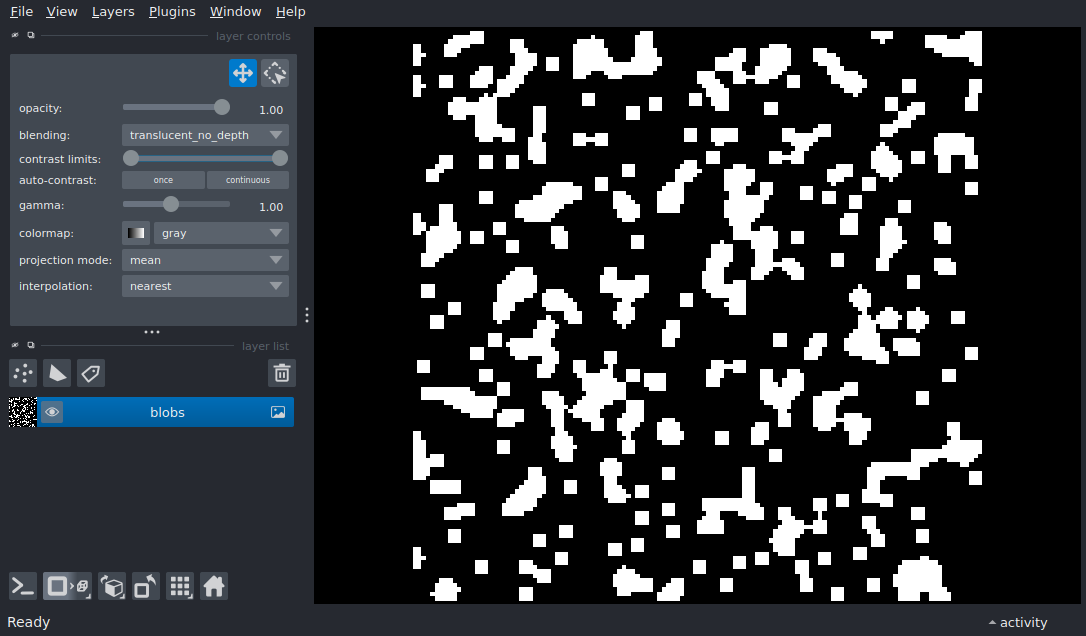 File View Layers Plugins Window Help
layer controls
opacity: 1.00
blending: translucent_no_depth
contrast limits:
auto-contrast: once continuous
gamma: 1.00
colormap: gray
projection mode: mean
interpolation: nearest
layer list
blobs
Ready activity